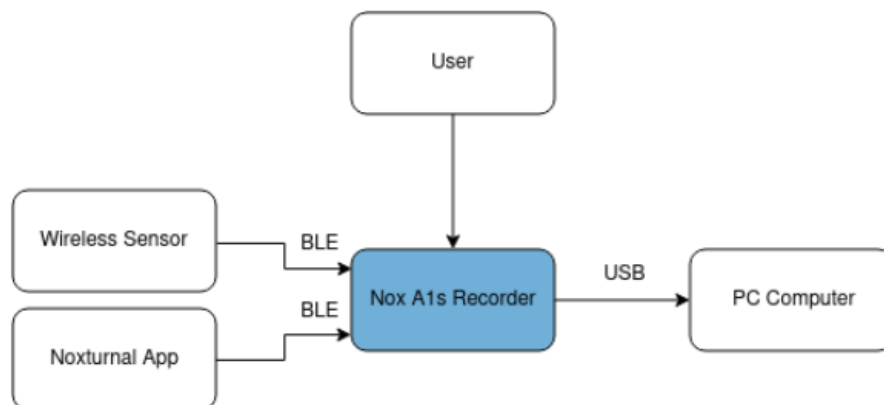 User
Wireless Sensor
BLE
Nox A1s Recorder
USB
PC Computer
BLE
Noxturnal App